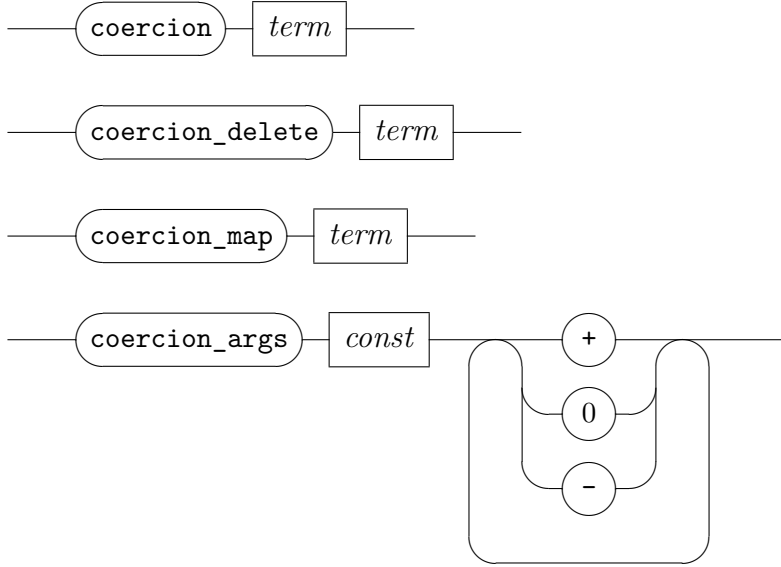 coercion term
coercion_delete term
coercion_map term
coercion_args const +
0
-